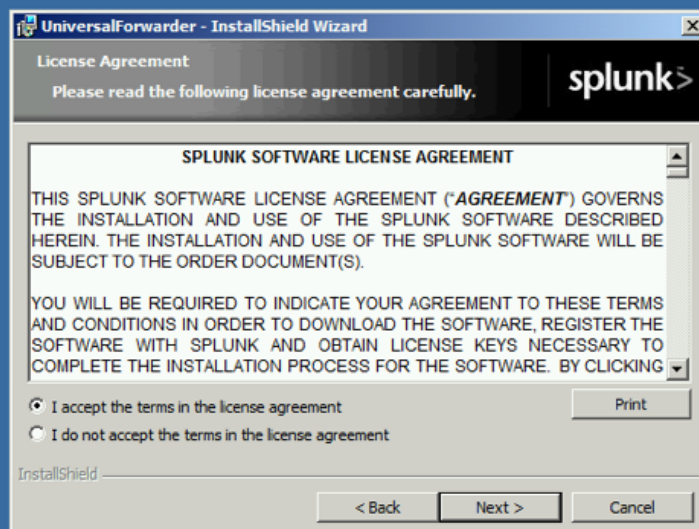 UniversalForwarder - InstallShield Wizard
License Agreement
Please read the following license agreement carefully.
splunk>
SPLUNK SOFTWARE LICENSE AGREEMENT
THIS SPLUNK SOFTWARE LICENSE AGREEMENT ("AGREEMENT") GOVERNS
THE INSTALLATION AND USE OF THE SPLUNK SOFTWARE DESCRIBED
HEREIN. THE INSTALLATION AND USE OF THE SPLUNK SOFTWARE WILL BE
SUBJECT TO THE ORDER DOCUMENT(S).
YOU WILL BE REQUIRED TO INDICATE YOUR AGREEMENT TO THESE TERMS
AND CONDITIONS IN ORDER TO DOWNLOAD THE SOFTWARE, REGISTER THE
SOFTWARE WITH SPLUNK AND OBTAIN LICENSE KEYS NECESSARY TO
COMPLETE THE INSTALLATION PROCESS FOR THE SOFTWARE. BY CLICKING
I accept the terms in the license agreement
Print
I do not accept the terms in the license agreement
InstallShield
< Back
Next >
Cancel